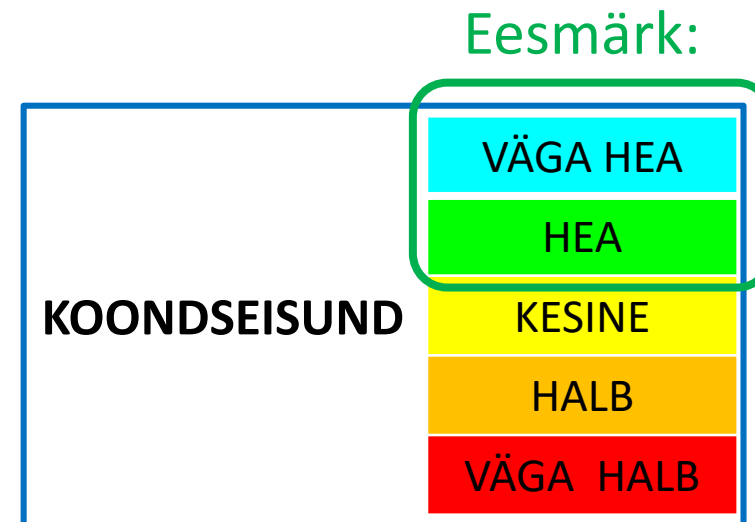 Eesmärk:
VÄGA HEA
HEA
KOONDSEISUND
KESINE
HALB
VÄGA HALB